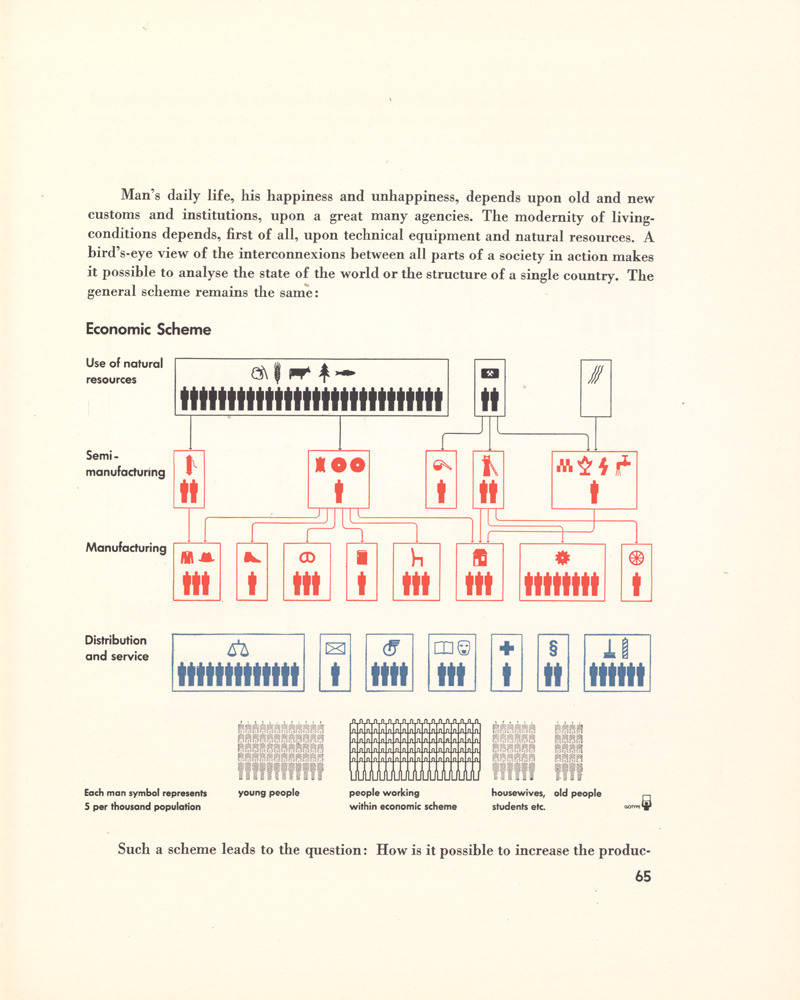 Man's daily life, his happiness and unhappiness, depends upon old and new
customs and institutions, upon a great many agencies. The modernity of living-
conditions depends, first of all, upon technical equipment and natural resources. A
bird's-eye view of the interconnexions between all parts of a society in action makes
it possible to analyse the state of the world or the structure of a single country. The
general scheme remains the same:
Economic Scheme
Use of natural
resources
Semi-
manufacturing
Manufacturing
Distribution
and service
§
Each man symbol represents
5 per thousand population
young people
people working
within economic scheme
housewives,
students etc.
old people
Such a scheme leads to the question: How is it possible to increase the produc-
65